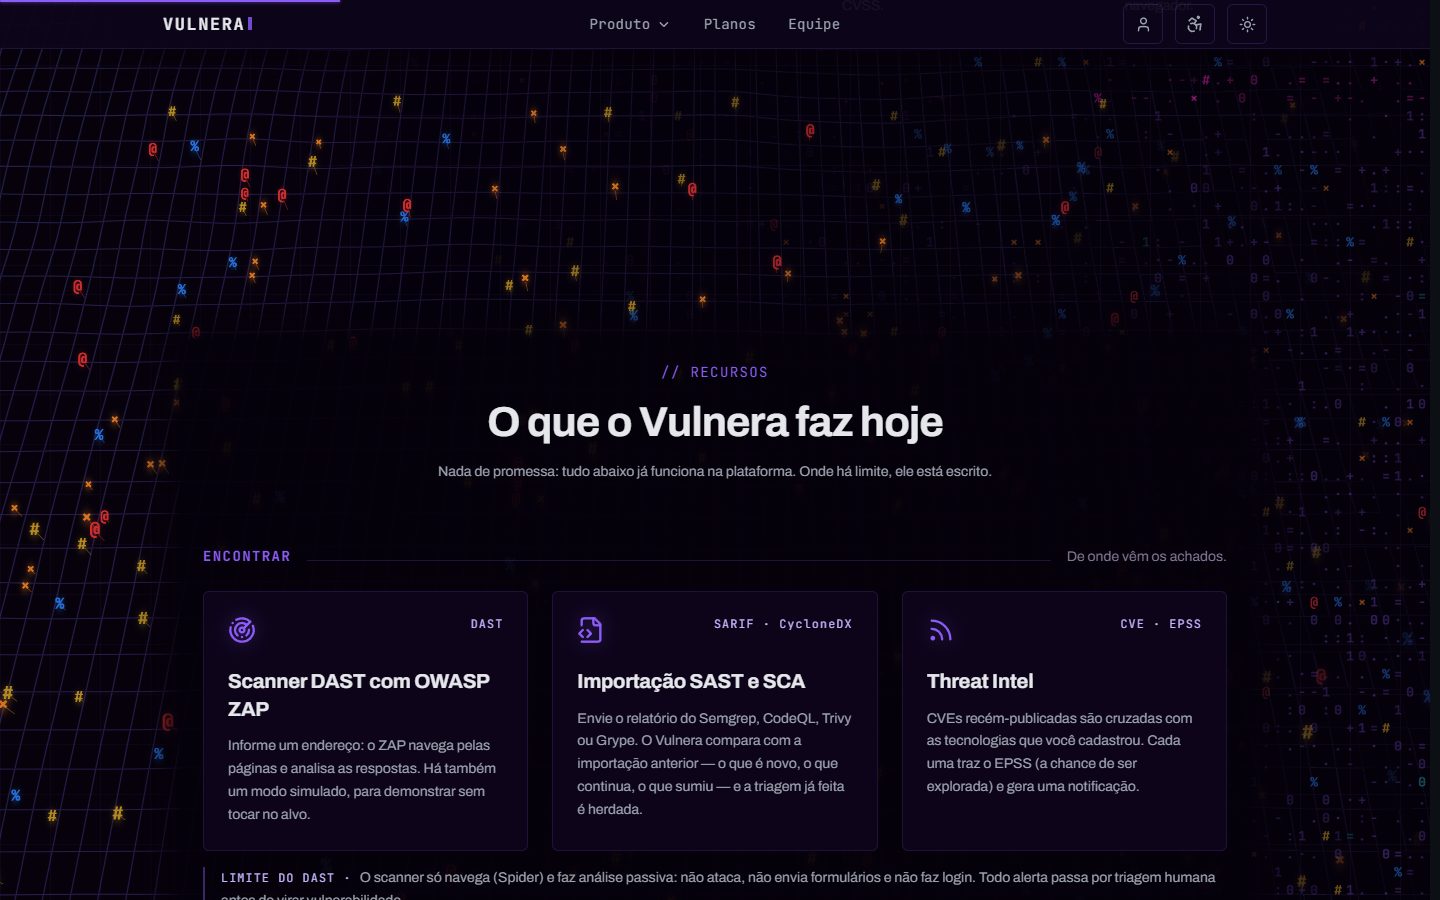 VULNERA
Produto
Planos
Equipe
// RECURSOS
O que o Vulnera faz hoje
Nada de promessa: tudo abaixo já funciona na plataforma. Onde há limite, ele está escrito.
ENCONTRAR
De onde vêm os achados.
DAST
Scanner DAST com OWASP
ZAP
Informe um endereço: o ZAP navega pelas
páginas e analisa as respostas. Há também
um modo simulado, para demonstrar sem
tocar no alvo.
SARIF · CycloneDX
Importação SAST e SCA
Envie o relatório do Semgrep, CodeQL, Trivy
ou Grype. O Vulnera compara com a
importação anterior — o que é novo, o que
continua, o que sumiu — e a triagem já feita
é herdada.
CVE · EPSS
Threat Intel
CVEs recém-publicadas são cruzadas com
as tecnologias que você cadastrou. Cada
uma traz o EPSS (a chance de ser
explorada) e gera uma notificação.
LIMITE DO DAST · O scanner só navega (Spider) e faz análise passiva: não ataca, não envia formulários e não faz login. Todo alerta passa por triagem humana
antes de virar vulnerabilidade.